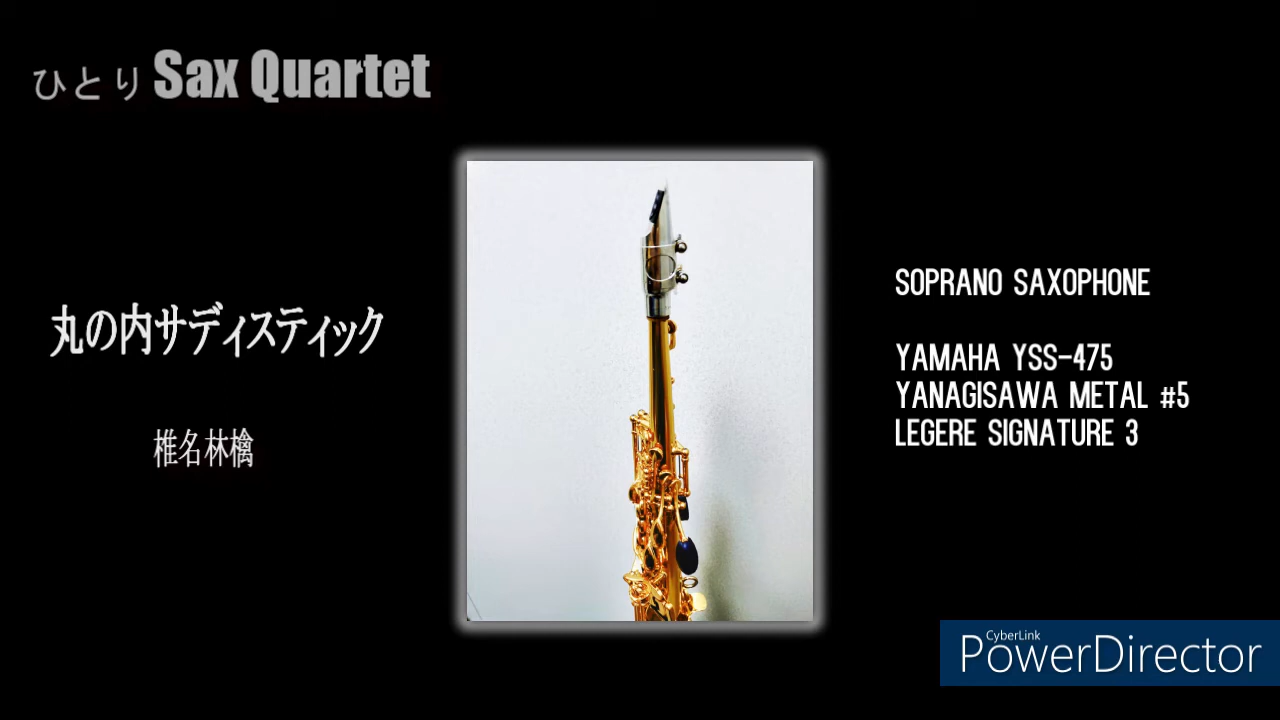 ひとり Sax Quartet
丸の内サディスティック
椎名林檎
SOPRANO SAXOPHONE
YAMAHA YSS-475
YANAGISAWA METAL #5
LEGERE SIGNATURE 3
CyberLink
PowerDirector